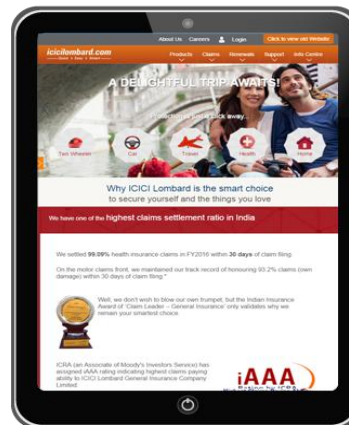 About Us Careers Login Click to view old Website
icicilombard.com
Products Claims Renewals Support Info Centre
A DELIGHTFUL TRIP AWAITS!
just a click away...
Two Wheeler Car Travel Health Home
Why ICICI Lombard is the smart choice
to secure yourself and the things you love
We have one of the highest claims settlement ratio in India
We settled 99.09% health insurance claims in FY2016 within 30 days of claim filing
On the motor claims front, we maintained our track record of honouring 93.2% claims (own
damage) within 30 days of claim filing.*
Well, we don't wish to blow our own trumpet, but the Indian Insurance
Award of 'Claim Leader – General Insurance' only validates why we
remain your smartest choice.
ICRA (an Associate of Moody's Investors Service) has
assigned iAAA rating indicating highest claims paying
ability to ICICI Lombard General Insurance Company
Limited.
iAAA